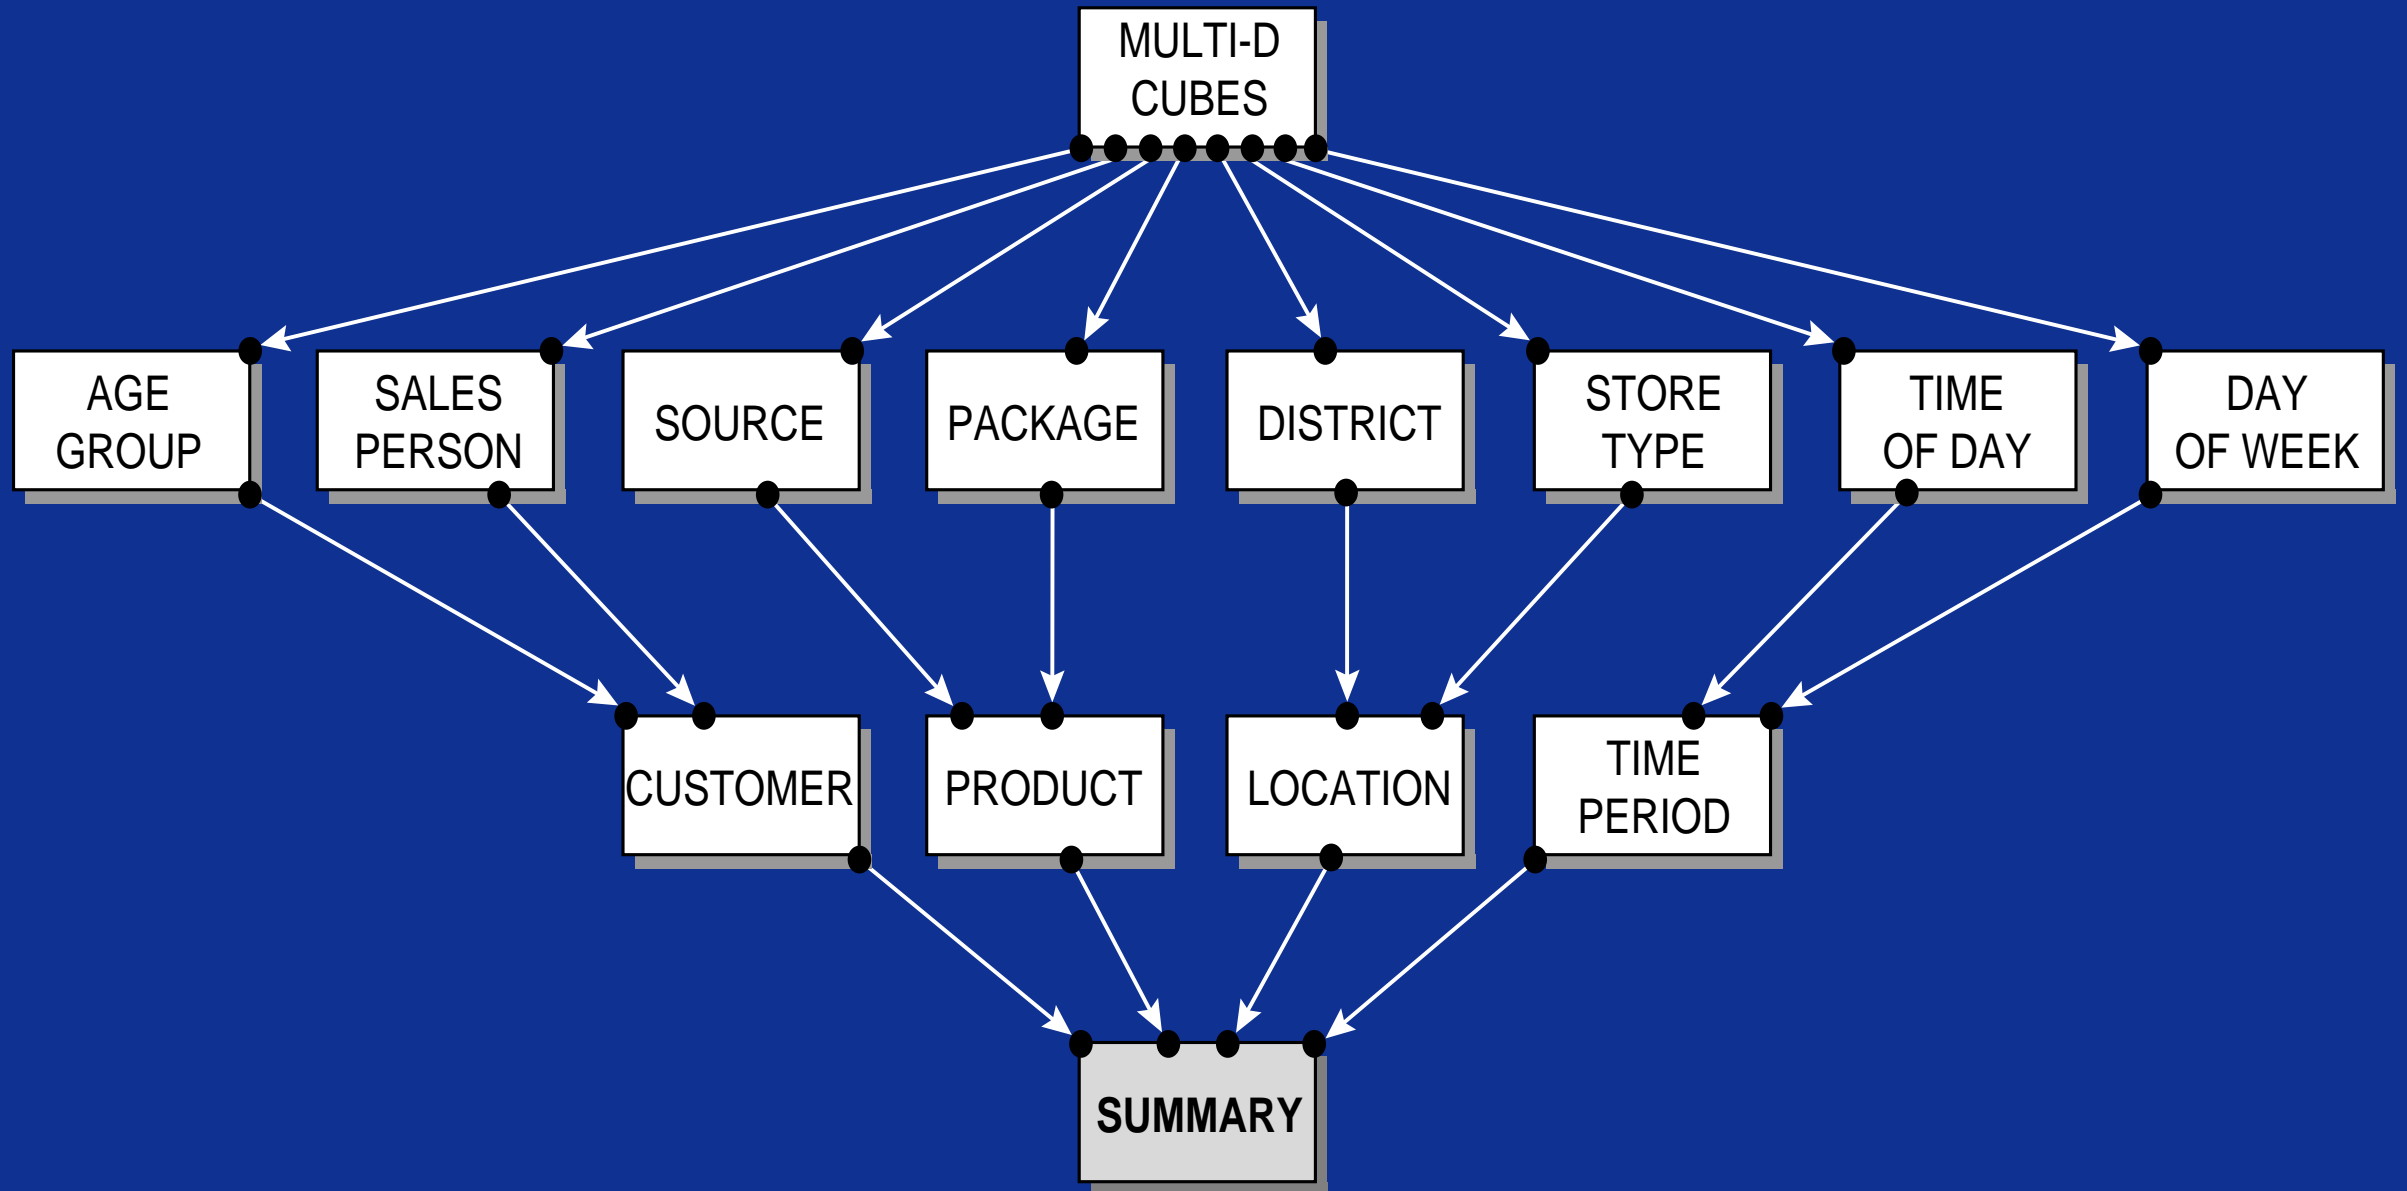 MULTI-D
CUBES
AGE
GROUP
SALES
PERSON
SOURCE
PACKAGE
DISTRICT
STORE
TYPE
TIME
OF DAY
DAY
OF WEEK
CUSTOMER
PRODUCT
LOCATION
TIME
PERIOD
SUMMARY